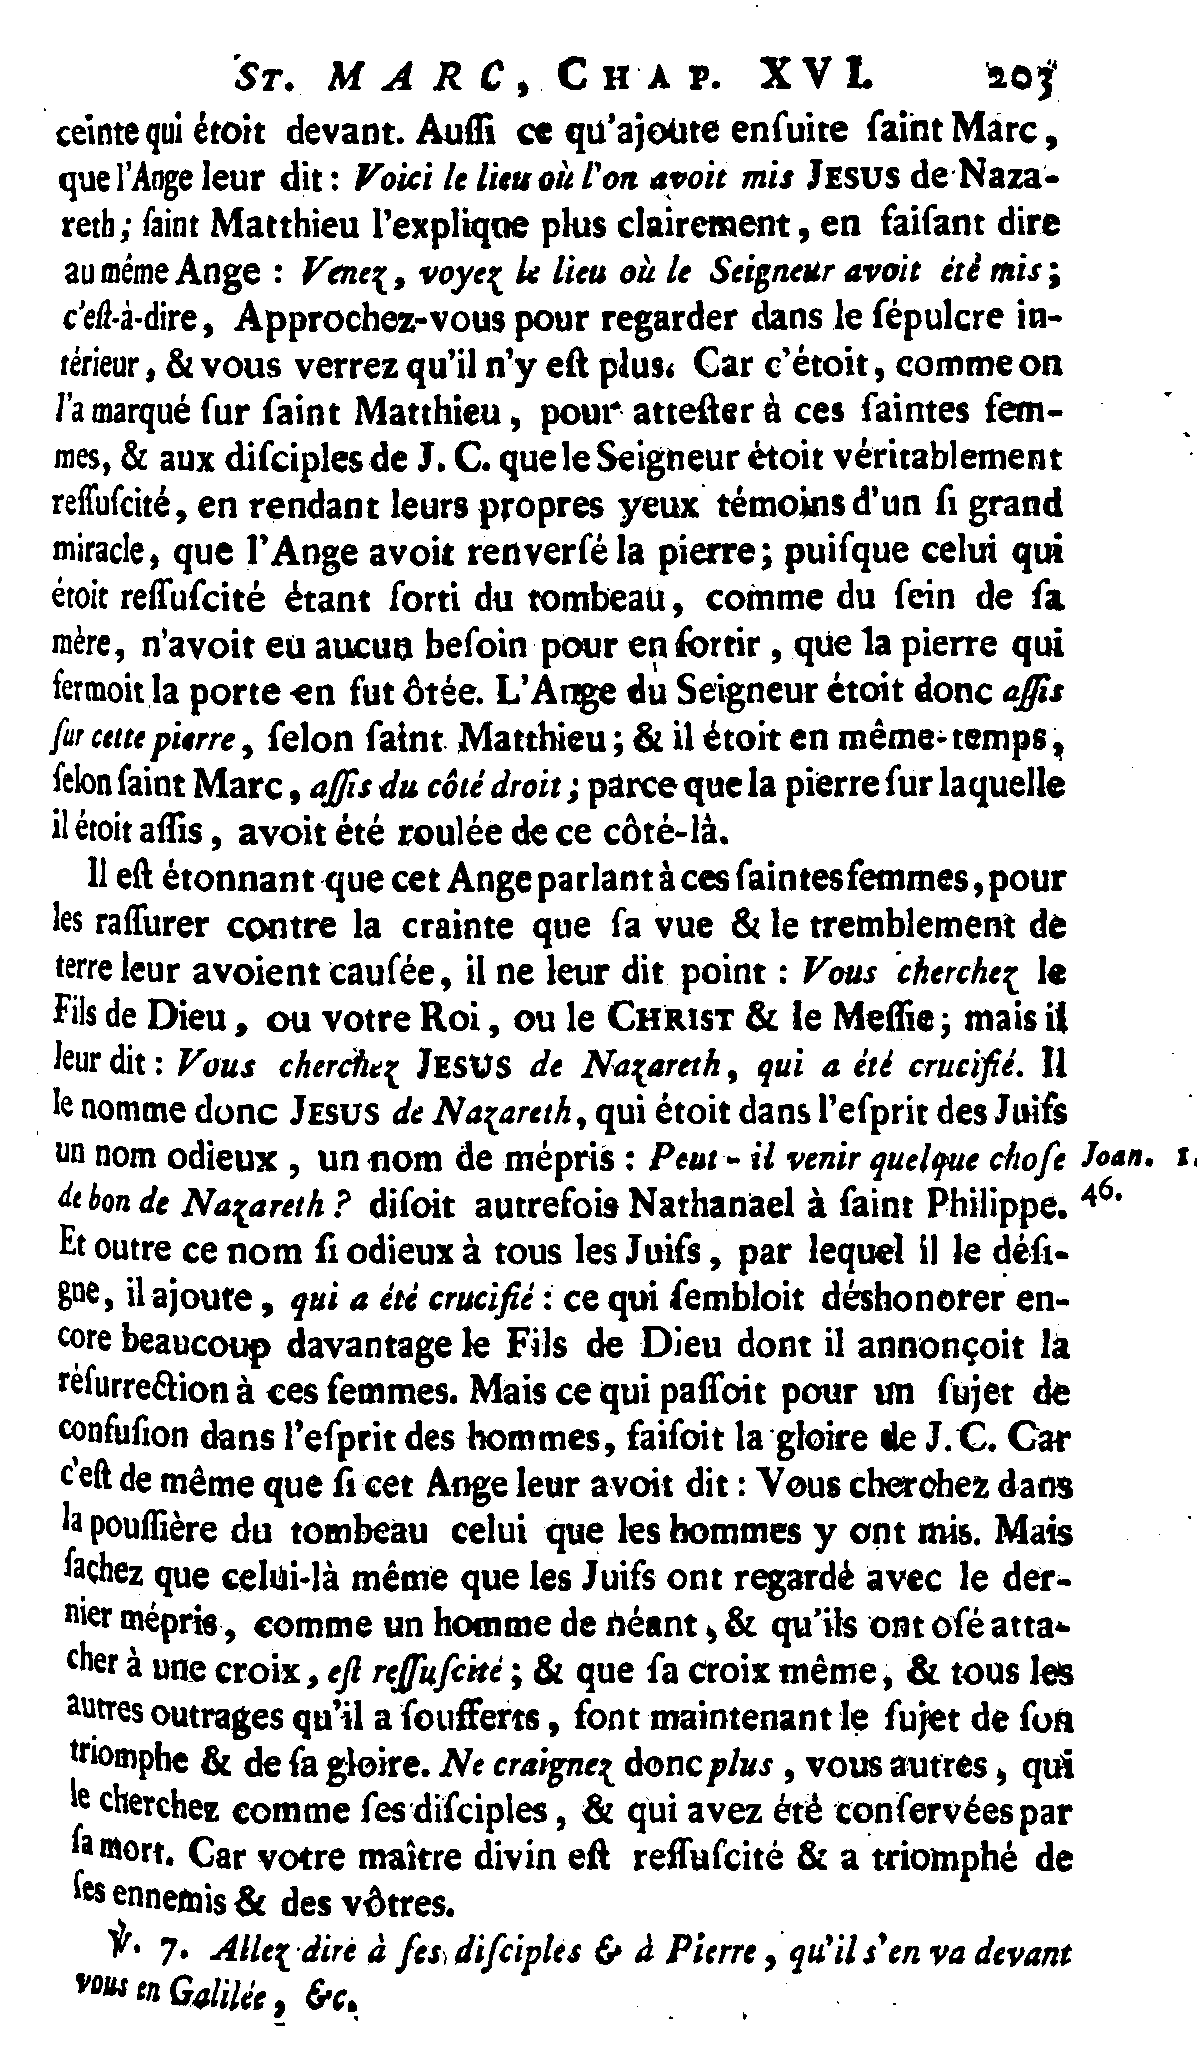 ST. MARC, CHAP. XVI. 203
ceinte qui étoit devant. Auſſi ce qu'ajoute enſuite ſaint Marc,
que l'Ange leur dit : Voici le lieu où l'on avoit mis JESUS de Naza-
reth; ſaint Matthieu l'explique plus clairement, en faiſant dire
au même Ange : Venez, voyez le lieu où le Seigneur avoit été mis;
c'eſt-à-dire, Approchez-vous pour regarder dans le ſépulcre in-
térieur, & vous verrez qu'il n'y eſt plus. Car c'étoit, comme on
l'a marqué ſur ſaint Matthieu, pour atteſter à ces ſaintes fem-
mes, & aux diſciples de J. C. que le Seigneur étoit véritablement
reſſuſcité, en rendant leurs propres yeux témoins d'un ſi grand
miracle, que l'Ange avoit renverſé la pierre; puiſque celui qui
étoit reſſuſcité étant ſorti du tombeau, comme du ſein de ſa
mère, n'avoit eu aucun beſoin pour en ſortir, que la pierre qui
fermoit la porte en fut ôtée. L'Ange du Seigneur étoit donc aſſis
ſur cette pierre, ſelon ſaint Matthieu; & il étoit en même-temps,
ſelon ſaint Marc, aſſis du côté droit; parce que la pierre ſur laquelle
il étoit aſſis, avoit été roulée de ce côté-là.
Il eſt étonnant que cet Ange parlant à ces ſaintes femmes, pour
les raſſurer contre la crainte que ſa vue & le tremblement de
terre leur avoient cauſée, il ne leur dit point : Vous cherchez le
Fils de Dieu, ou votre Roi, ou le CHRIST & le Meſſie; mais il
leur dit : Vous cherchez JESUS de Nazareth, qui a été crucifié. Il
le nomme donc JESUS de Nazareth, qui étoit dans l'eſprit des Juifs
un nom odieux, un nom de mépris : Peut-il venir quelque choſe Joan. 1.
de bon de Nazareth? diſoit autrefois Nathanael à ſaint Philippe. 46.
Et outre ce nom ſi odieux à tous les Juifs, par lequel il le déſi-
gne, il ajoute, qui a été crucifié : ce qui ſembloit déshonorer en-
core beaucoup davantage le Fils de Dieu dont il annonçoit la
réſurrection à ces femmes. Mais ce qui paſſoit pour un ſujet de
confuſion dans l'eſprit des hommes, faiſoit la gloire de J. C. Car
c'eſt de même que ſi cet Ange leur avoit dit : Vous cherchez dans
la pouſſière du tombeau celui que les hommes y ont mis. Mais
ſachez que celui-là même que les Juifs ont regardé avec le der-
nier mépris, comme un homme de néant, & qu'ils ont oſé atta-
cher à une croix, eſt reſſuſcité; & que ſa croix même, & tous les
autres outrages qu'il a ſoufferts, font maintenant le ſujet de ſon
triomphe & de ſa gloire. Ne craignez donc plus, vous autres, qui
le cherchez comme ſes diſciples, & qui avez été conſervées par
ſa mort. Car votre maître divin eſt reſſuſcité & a triomphé de
ſes ennemis & des vôtres.
℣. 7. Allez dire à ſes diſciples & à Pierre, qu'il s'en va devant
vous en Galilée, &c.